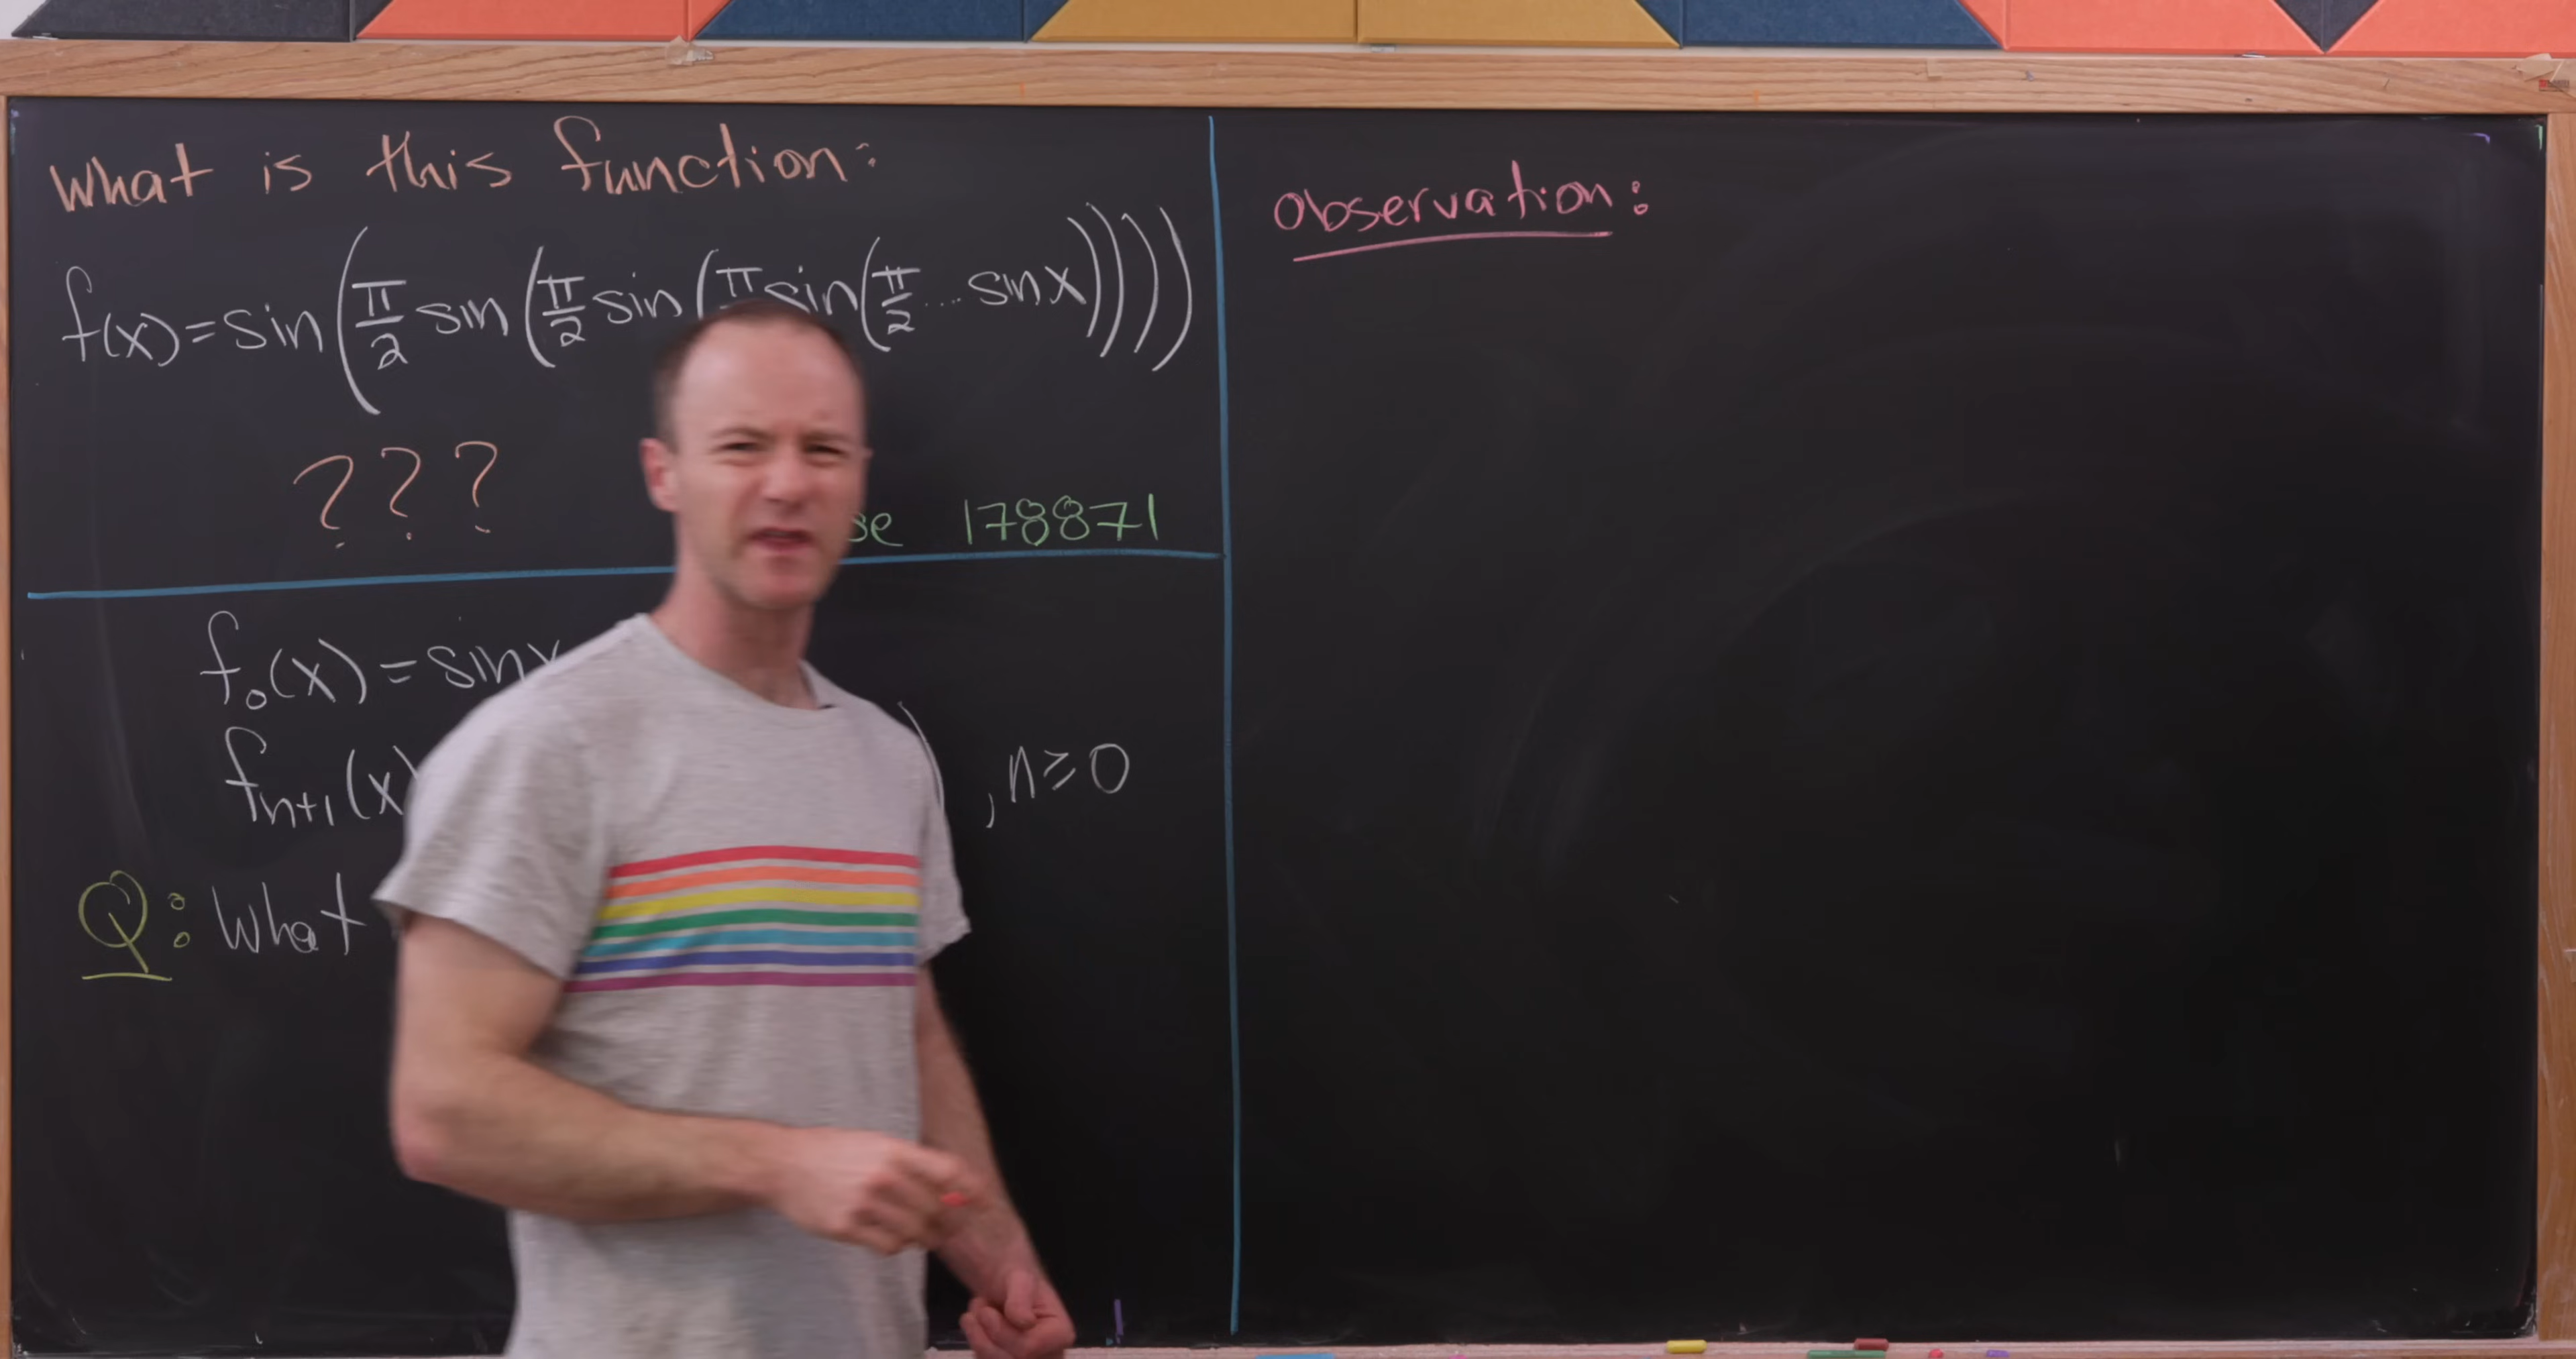 What is this function:
f(x)=sin(π/2 sin(π/2 sin(π sin(π/2 ... sinx))))
? ? ?
178871
f₀(x)=sinx
fₙ₊₁(x) ) , n≥0
Q: What
Observation: